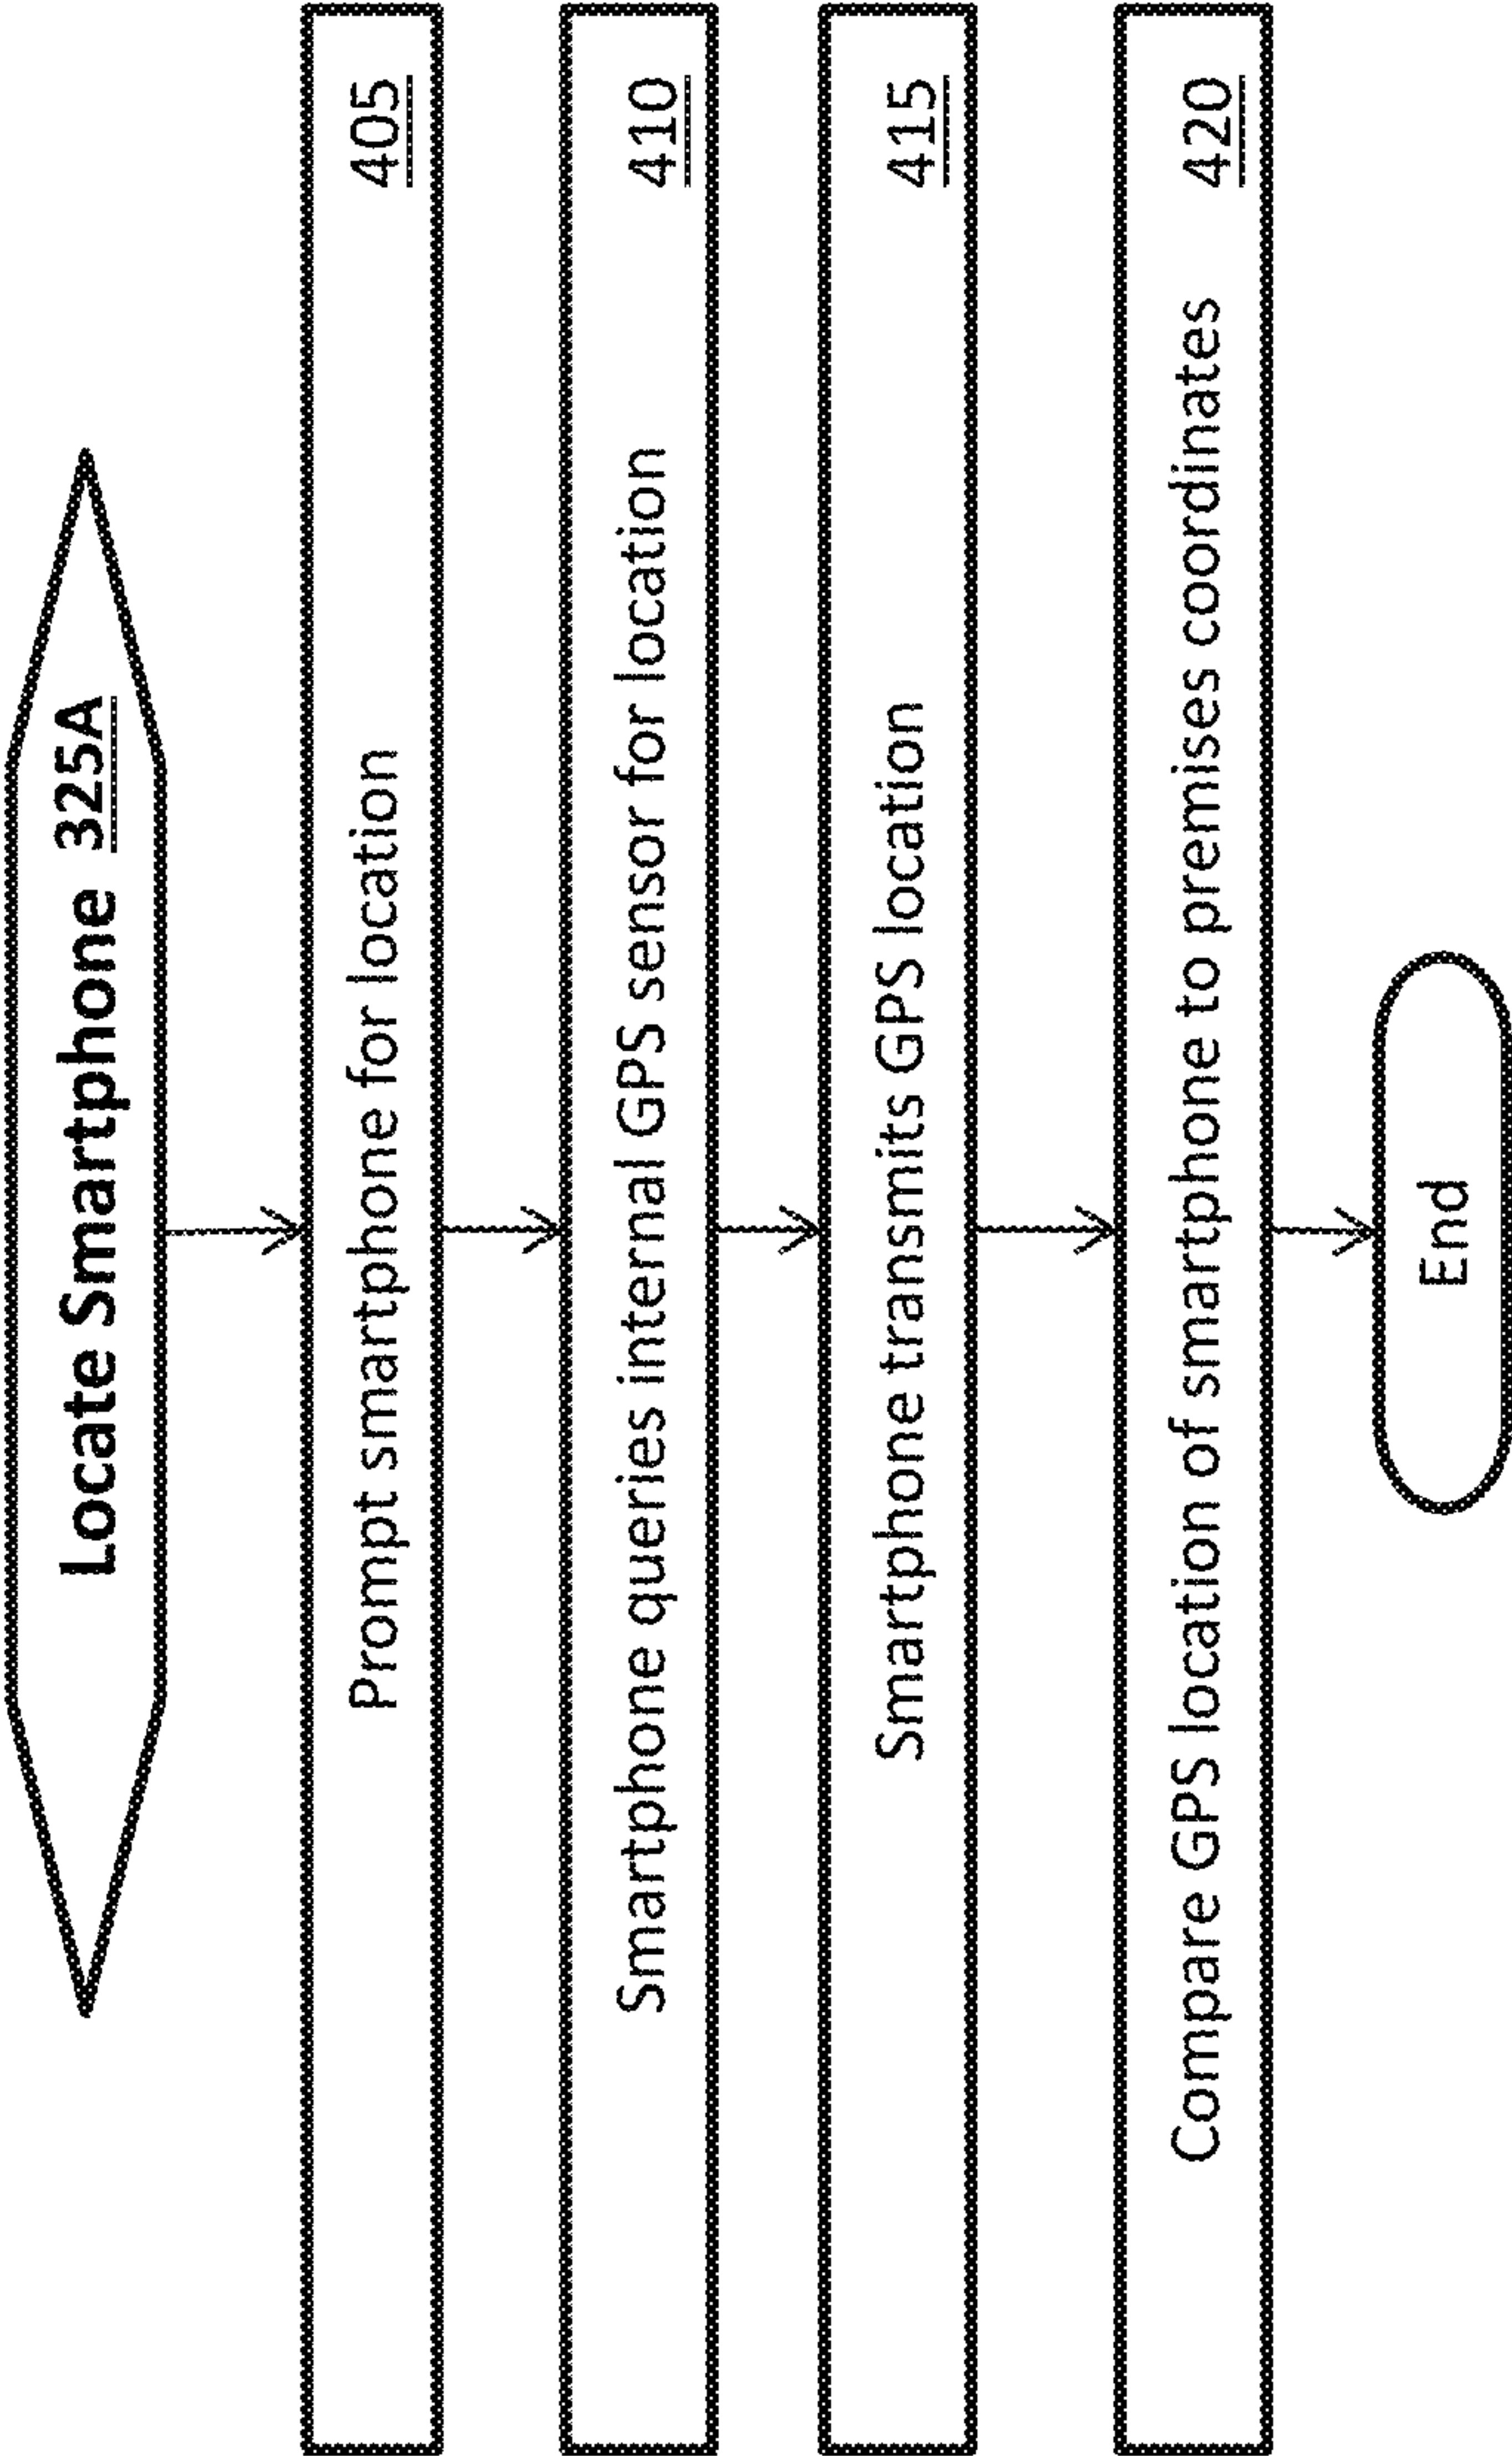 Locate Smartphone 325A
Prompt smartphone for location 405
Smartphone queries internal GPS sensor for location 410
Smartphone transmits GPS location 415
Compare GPS location of smartphone to premises coordinates 420
End